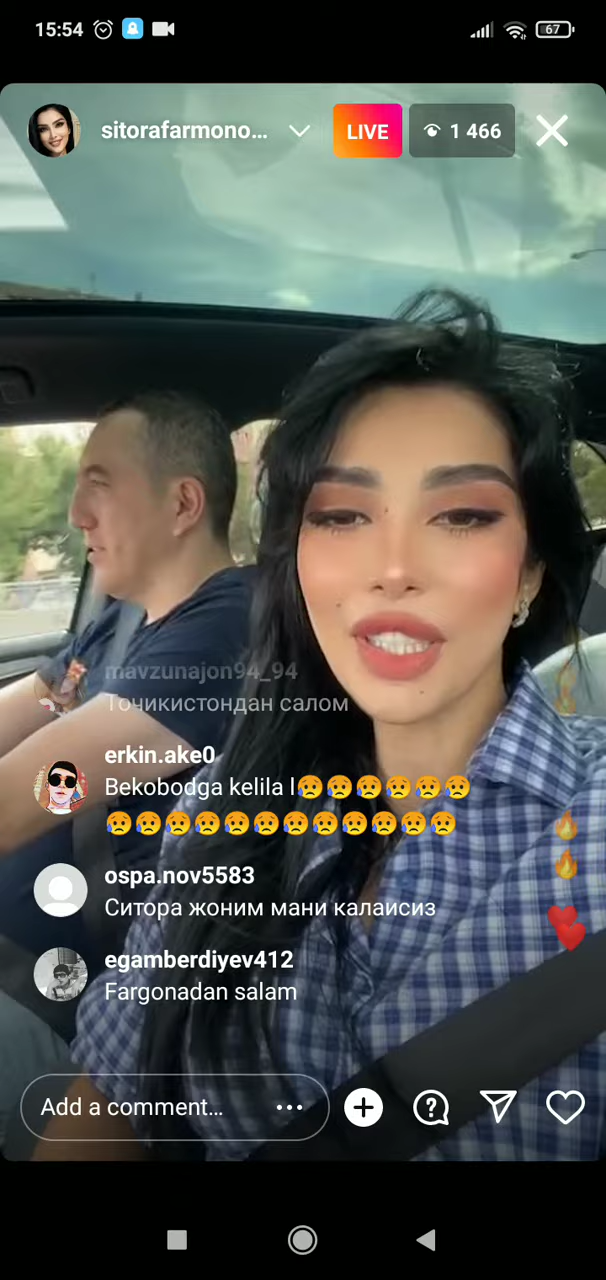 15:54
67
sitorafarmono...
LIVE
1 466
mavzunajon94_94
Точикистондан салом
erkin.ake0
Bekobodga kelila l😥😥😥😥😥😥
😥😥😥😥😥😥😥😥😥😥😥😥
ospa.nov5583
Ситора жоним мани калаисиз
egamberdiyev412
Fargonadan salam
Add a comment...